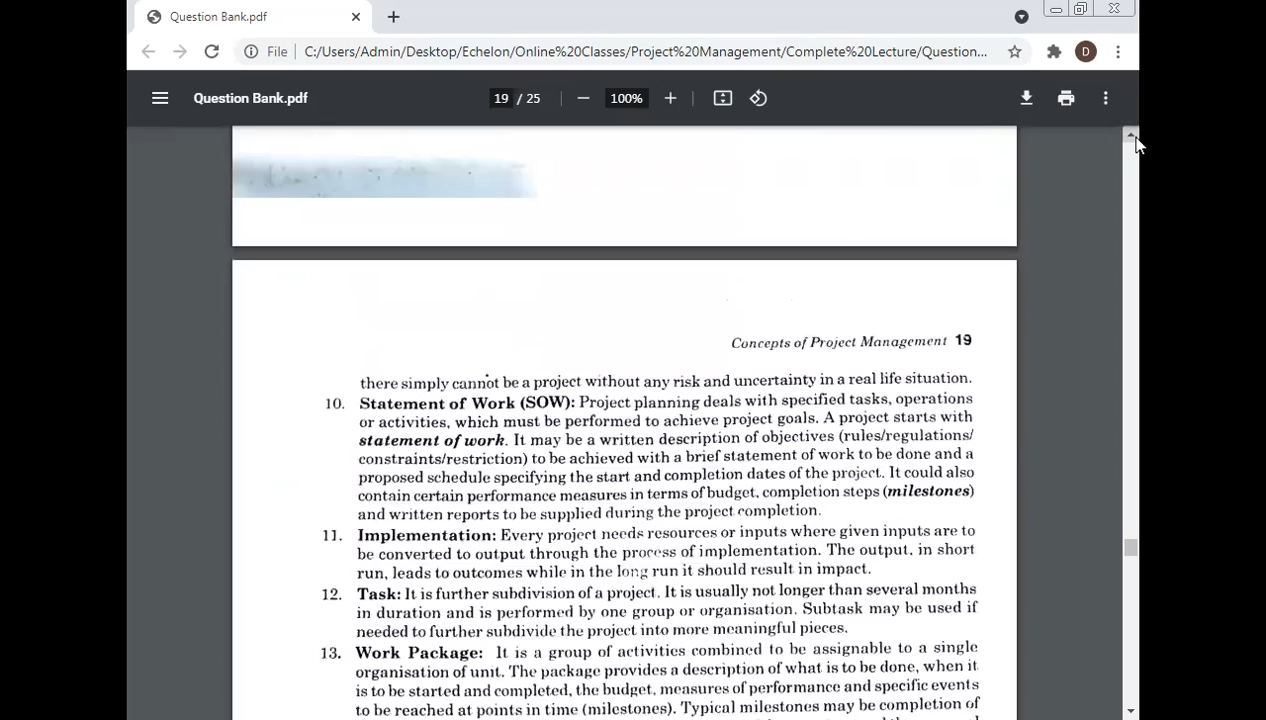 Question Bank.pdf
File C:/Users/Admin/Desktop/Echelon/Online%20Classes/Project%20Management/Complete%20Lecture/Question... D
Question Bank.pdf 19 / 25 100%
Concepts of Project Management 19
there simply cannot be a project without any risk and uncertainty in a real life situation.
10. Statement of Work (SOW): Project planning deals with specified tasks, operations
or activities, which must be performed to achieve project goals. A project starts with
statement of work. It may be a written description of objectives (rules/regulations/
constraints/restriction) to be achieved with a brief statement of work to be done and a
proposed schedule specifying the start and completion dates of the project. It could also
contain certain performance measures in terms of budget, completion steps (milestones)
and written reports to be supplied during the project completion.
11. Implementation: Every project needs resources or inputs where given inputs are to
be converted to output through the process of implementation. The output, in short
run, leads to outcomes while in the long run it should result in impact.
12. Task: It is further subdivision of a project. It is usually not longer than several months
in duration and is performed by one group or organisation. Subtask may be used if
needed to further subdivide the project into more meaningful pieces.
13. Work Package: It is a group of activities combined to be assignable to a single
organisation of unit. The package provides a description of what is to be done, when it
is to be started and completed, the budget, measures of performance and specific events
to be reached at points in time (milestones). Typical milestones may be completion of